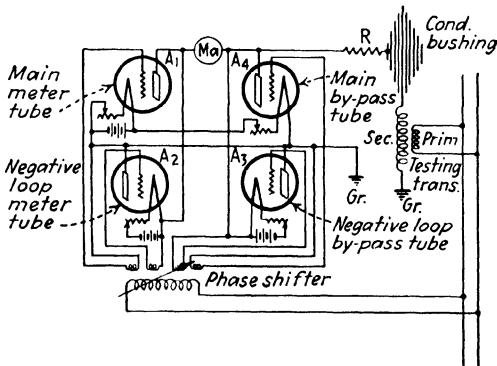 Cond.
bushing
R
A1
Ma
A4
Main
meter
tube
Main
by-pass
tube
Sec.
Prim
Testing
trans.
Gr.
Gr.
A2
A3
Negative
loop
meter
tube
Negative loop
by-pass tube
Phase shifter